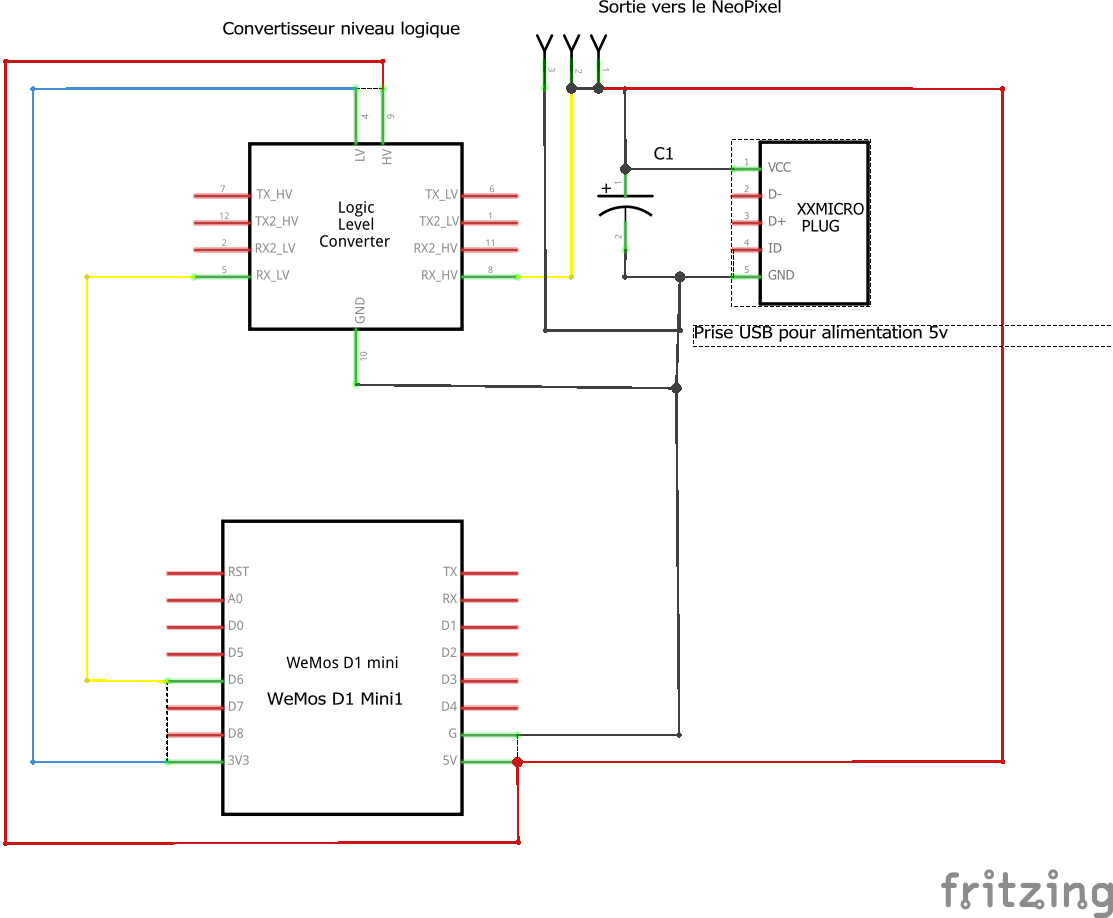 Sortie vers le NeoPixel
Convertisseur niveau logique
3
2
1
4
9
LV
HV
C1
1
VCC
7
TX_HV
TX_LV
6
+
1
2
D-
12
TX2_HV
Logic
Level
Converter
TX2_LV
1
3
D+
XXMICRO
PLUG
2
RX2_LV
RX2_HV
11
2
4
ID
5
RX_LV
RX_HV
8
5
GND
GND
10
Prise USB pour alimentation 5v
RST
TX
A0
RX
D0
D1
D5
D2
WeMos D1 mini
D6
D3
WeMos D1 Mini1
D7
D4
D8
G
3V3
5V
fritzing